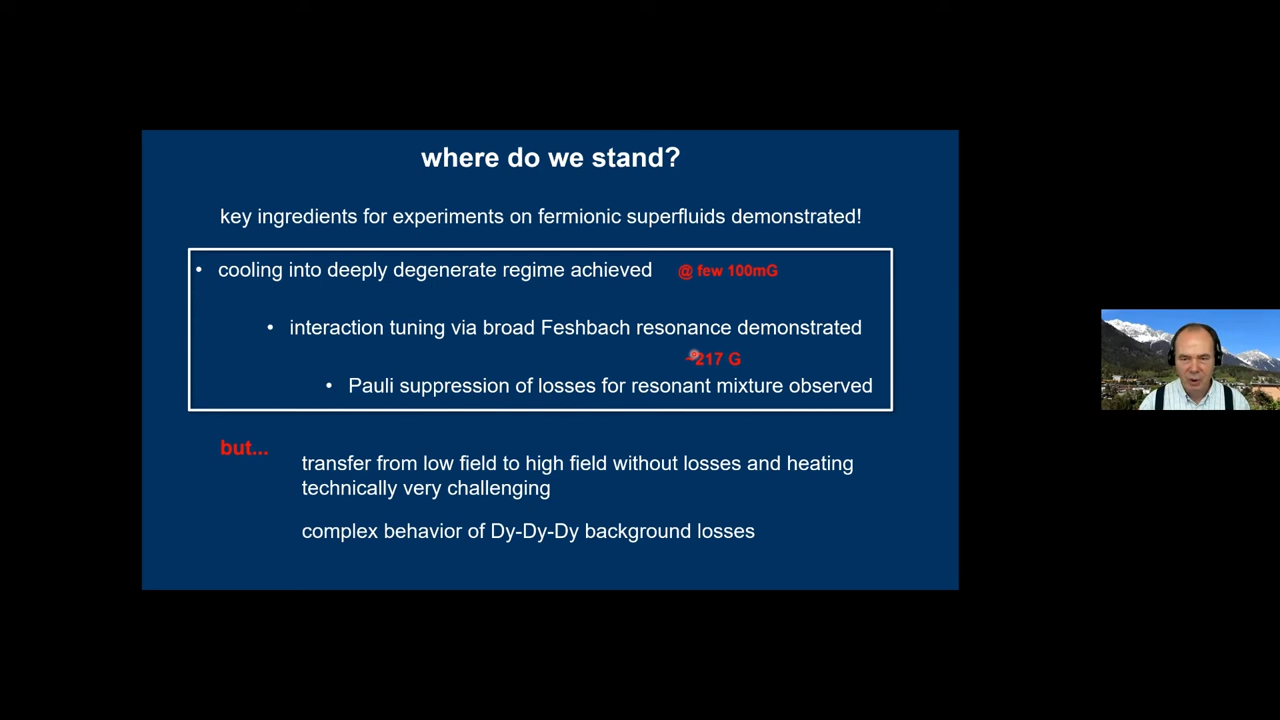 where do we stand?
key ingredients for experiments on fermionic superfluids demonstrated!
• cooling into deeply degenerate regime achieved @ few 100mG
• interaction tuning via broad Feshbach resonance demonstrated
~217 G
• Pauli suppression of losses for resonant mixture observed
but...
transfer from low field to high field without losses and heating
technically very challenging
complex behavior of Dy-Dy-Dy background losses